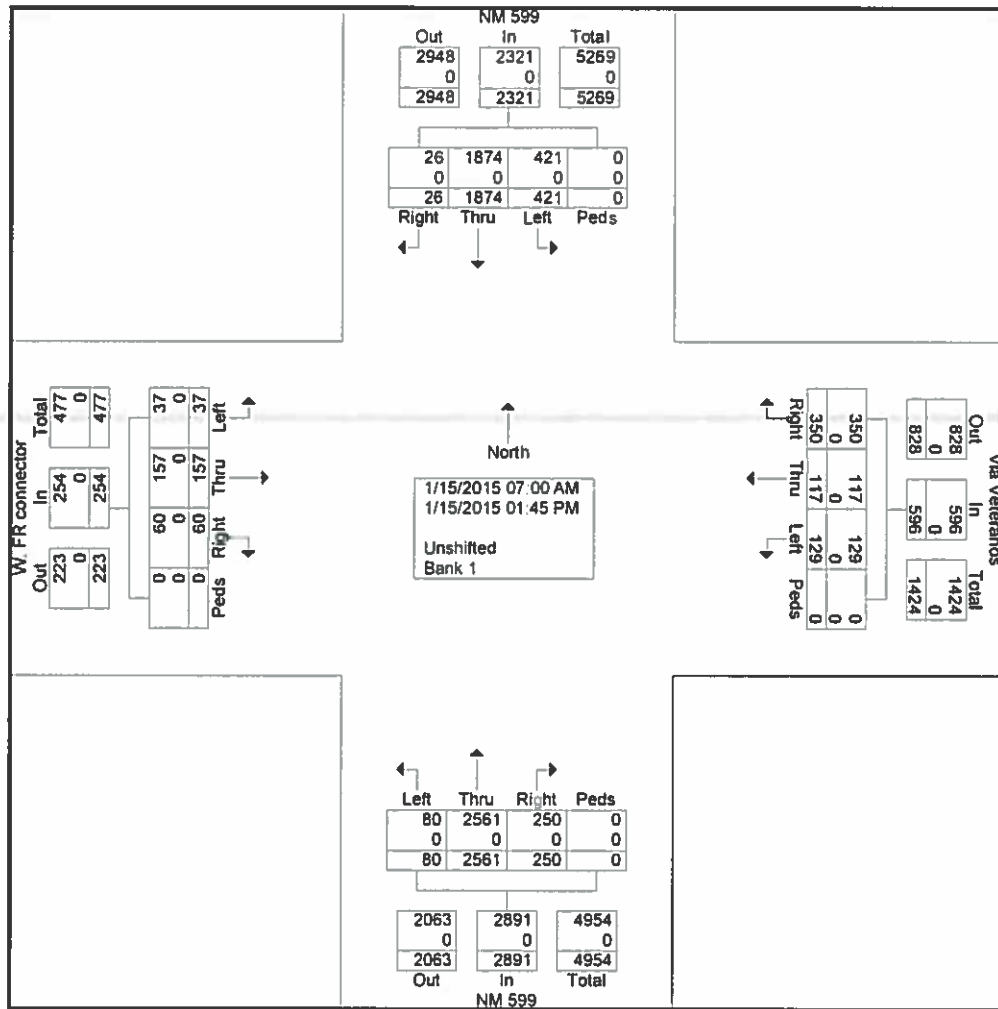 NM 599
Out In Total
2948 2321 5269
0 0 0
2948 2321 5269
26 1874 421 0
0 0 0 0
26 1874 421 0
Right Thru Left Peds
W. FR connector
Total In Out
477 254 223
0 0 0
477 254 223
37 157 60 0
0 0 0 0
37 157 60 0
Left Thru Right Peds
North
1/15/2015 07:00 AM
1/15/2015 01:45 PM
Unshifted
Bank 1
Via Veteranos
Out In Total
828 596 1424
0 0 0
828 596 1424
350 117 129 0
0 0 0 0
350 117 129 0
Right Thru Left Peds
Left Thru Right Peds
80 2561 250 0
0 0 0 0
80 2561 250 0
2063 2891 4954
0 0 0
2063 2891 4954
Out In Total
NM 599